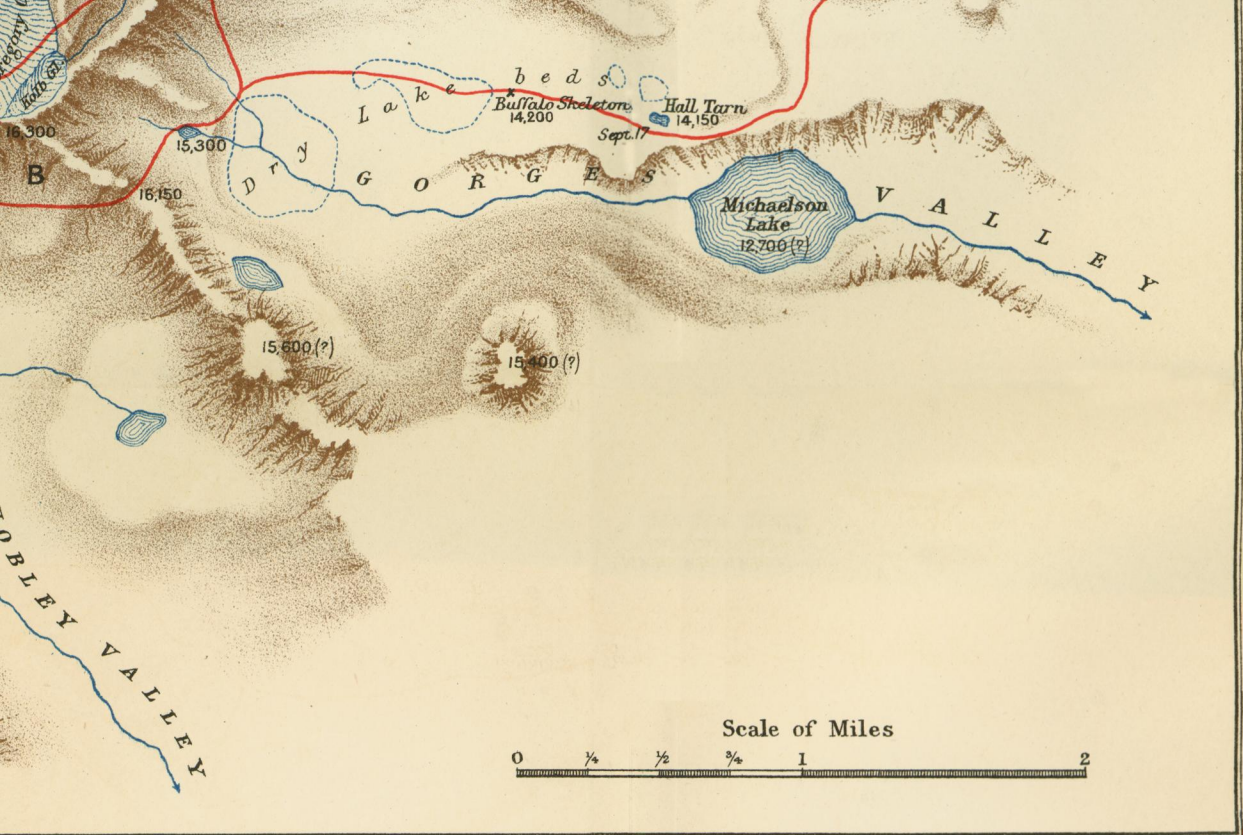 Kolb Gl.
16,300
B
16,150
15,300
Dry Lake beds
Buffalo Skeleton
14,200
Hall Tarn
14,150
Sept. 17
GORGES VALLEY
Michaelson
Lake
12,700 (?)
15,600 (?)
15,400 (?)
HOBLEY VALLEY
Scale of Miles
0 ¼ ½ ¾ 1 2